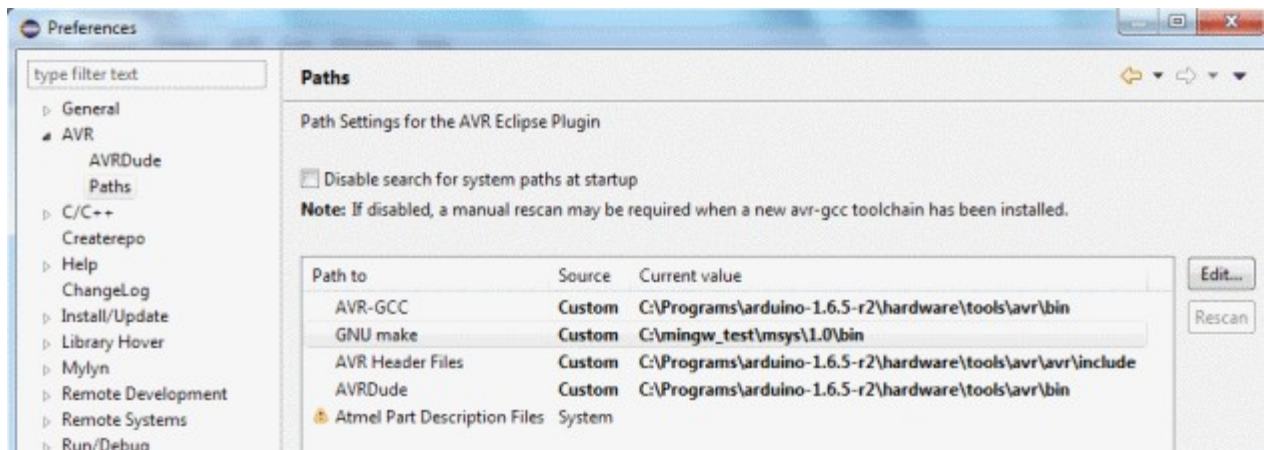 Preferences
type filter text
General
AVR
AVRDude
Paths
C/C++
Createrepo
Help
ChangeLog
Install/Update
Library Hover
Mylyn
Remote Development
Remote Systems
Run/Debug
Paths
Path Settings for the AVR Eclipse Plugin
Disable search for system paths at startup
Note: If disabled, a manual rescan may be required when a new avr-gcc toolchain has been installed.
Path to Source Current value
AVR-GCC Custom C:\Programs\arduino-1.6.5-r2\hardware\tools\avr\bin
GNU make Custom C:\mingw_test\msys\1.0\bin
AVR Header Files Custom C:\Programs\arduino-1.6.5-r2\hardware\tools\avr\avr\include
AVRDude Custom C:\Programs\arduino-1.6.5-r2\hardware\tools\avr\bin
Atmel Part Description Files System
Edit...
Rescan